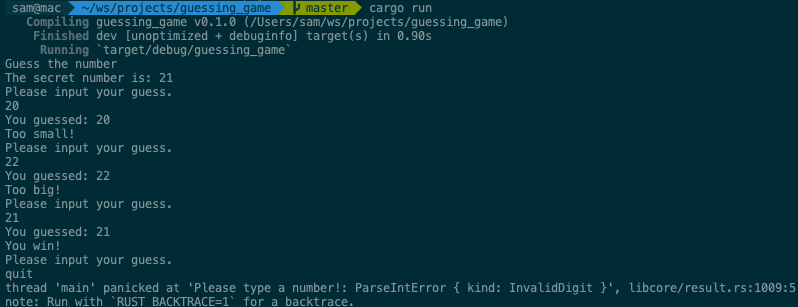 sam@mac ~/ws/projects/guessing_game master cargo run
Compiling guessing_game v0.1.0 (/Users/sam/ws/projects/guessing_game)
Finished dev [unoptimized + debuginfo] target(s) in 0.90s
Running `target/debug/guessing_game`
Guess the number
The secret number is: 21
Please input your guess.
20
You guessed: 20
Too small!
Please input your guess.
22
You guessed: 22
Too big!
Please input your guess.
21
You guessed: 21
You win!
Please input your guess.
quit
thread 'main' panicked at 'Please type a number!: ParseIntError { kind: InvalidDigit }', libcore/result.rs:1009:5
note: Run with `RUST_BACKTRACE=1` for a backtrace.